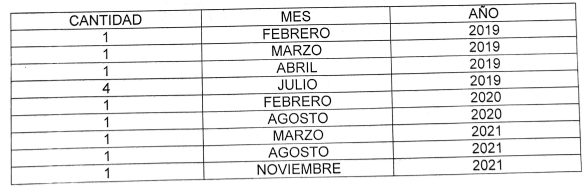 CANTIDAD MES AÑO
1 FEBRERO 2019
1 MARZO 2019
1 ABRIL 2019
4 JULIO 2019
1 FEBRERO 2020
1 AGOSTO 2020
1 MARZO 2021
1 AGOSTO 2021
1 NOVIEMBRE 2021